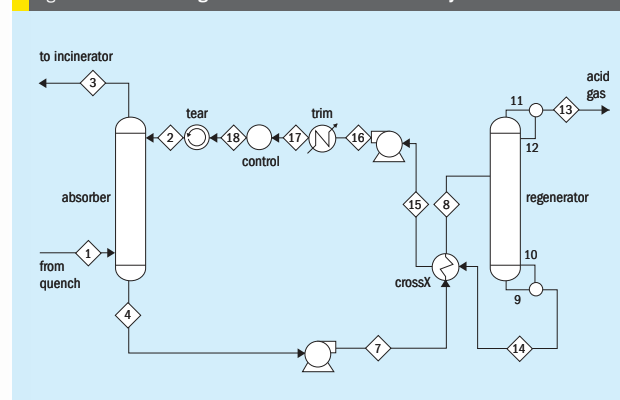 to incinerator
3
acid
gas
11
13
tear
trim
2
18
17
16
control
12
absorber
15
8
regenerator
1
from
quench
10
crossX
9
4
7
14